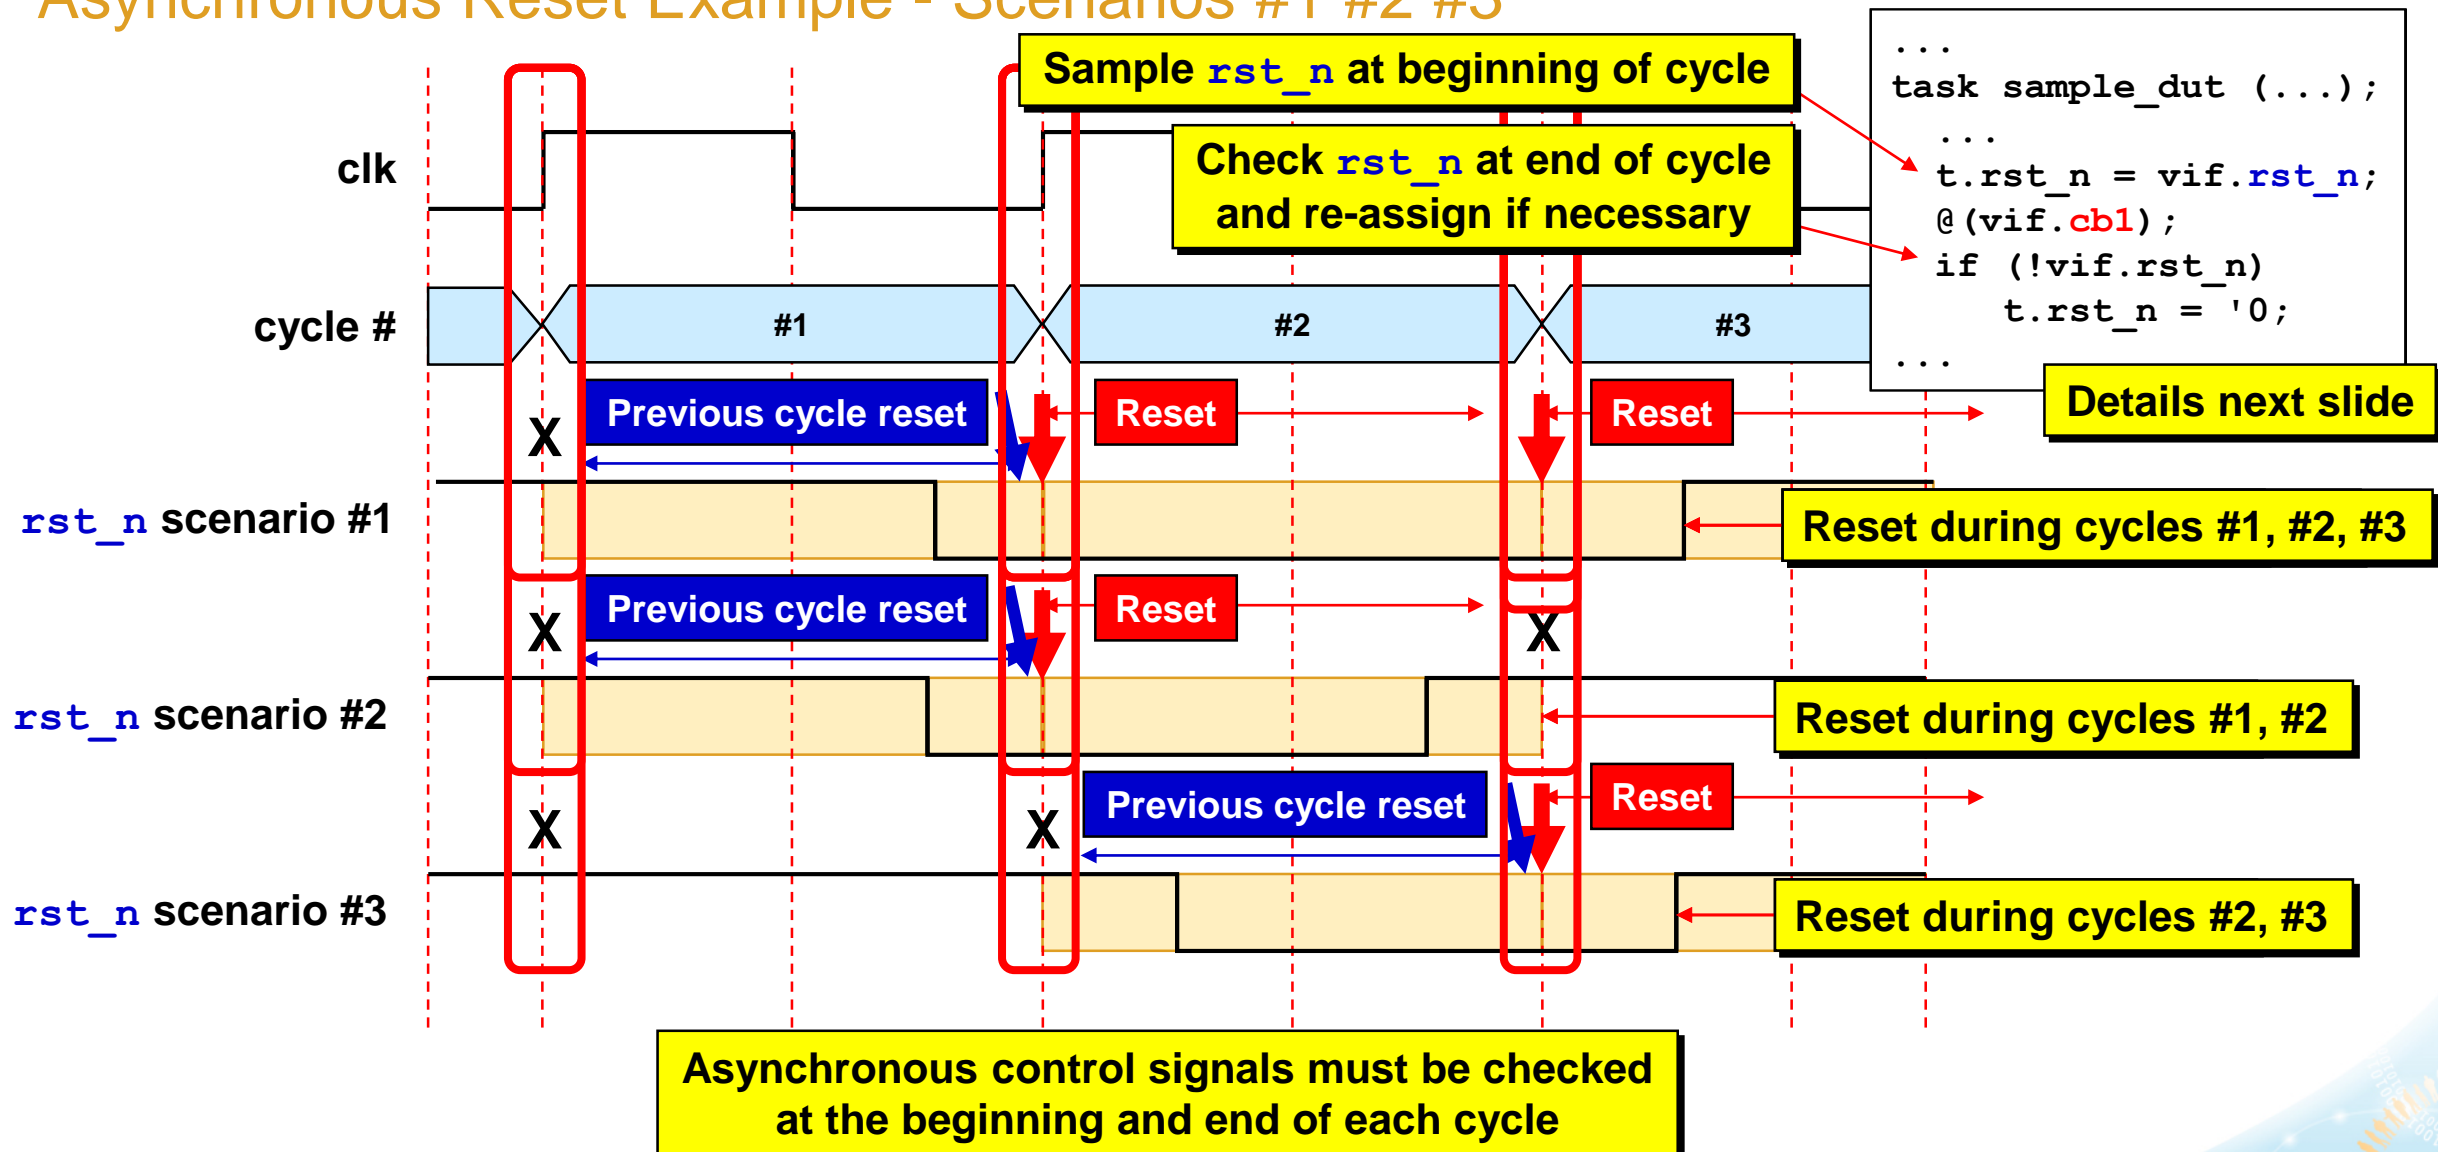 Asynchronous Reset Example - Scenarios #1 #2 #3
Sample rst_n at beginning of cycle
Check rst_n at end of cycle
and re-assign if necessary
...
task sample_dut (...);
...
t.rst_n = vif.rst_n;
@(vif.cb1);
if (!vif.rst_n)
t.rst_n = '0;
...
Details next slide
clk
cycle #
#1
#2
#3
X
Previous cycle reset
Reset
Reset
rst_n scenario #1
Reset during cycles #1, #2, #3
X
Previous cycle reset
Reset
X
rst_n scenario #2
Reset during cycles #1, #2
X
X
Previous cycle reset
Reset
rst_n scenario #3
Reset during cycles #2, #3
Asynchronous control signals must be checked
at the beginning and end of each cycle